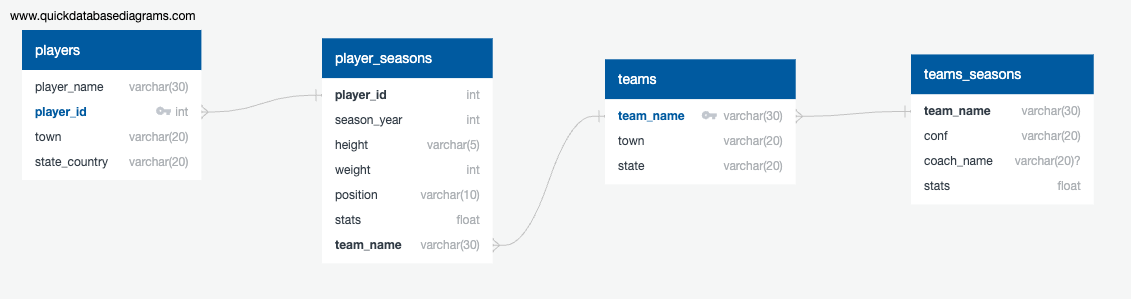 www.quickdatabasediagrams.com
players
player_name varchar(30)
player_id int
town varchar(20)
state_country varchar(20)
player_seasons
player_id int
season_year int
height varchar(5)
weight int
position varchar(10)
stats float
team_name varchar(30)
teams
team_name varchar(30)
town varchar(20)
state varchar(20)
teams_seasons
team_name varchar(30)
conf varchar(20)
coach_name varchar(20)?
stats float